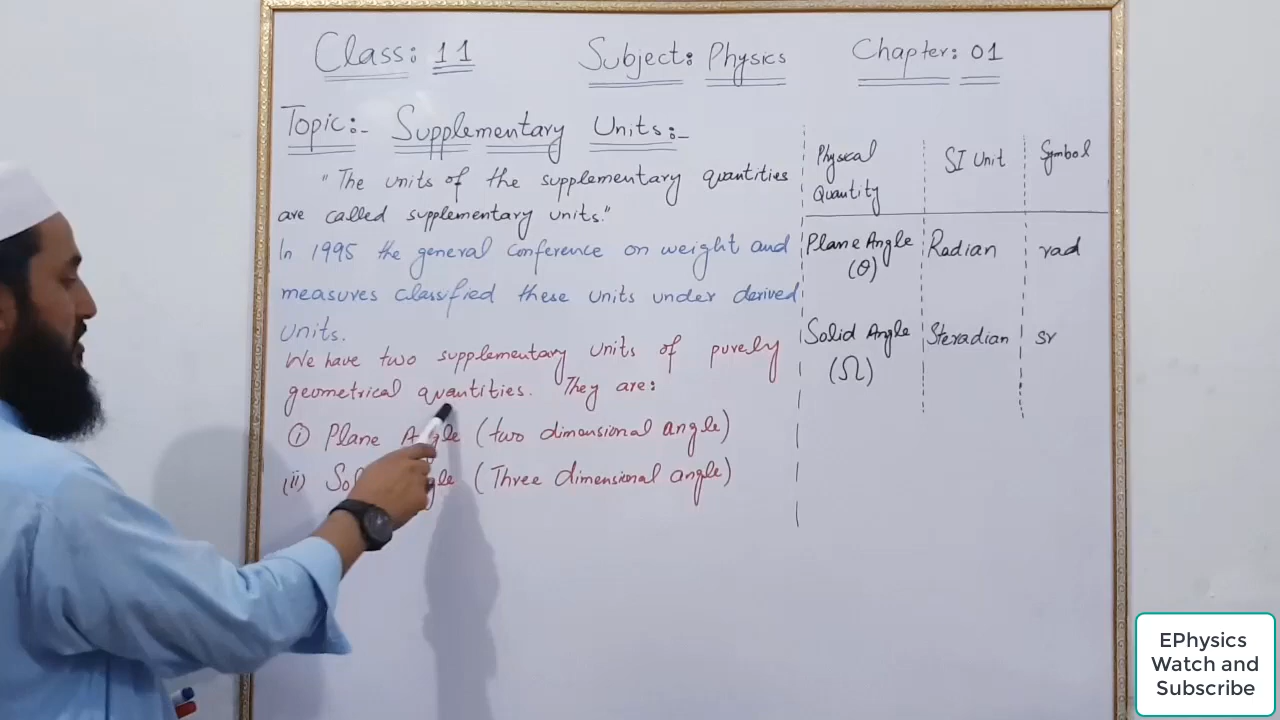 Class: 11 Subject: Physics Chapter: 01
Topic:- Supplementary Units:-
"The units of the supplementary quantities
are called supplementary units."
In 1995 the general conference on weight and
measures classified these units under derived
units.
We have two supplementary units of purely
geometrical quantities. They are:
(i) Plane Angle (two dimensional angle)
(ii) Angle (Three dimensional angle)
Physical Quantity SI Unit Symbol
Plane Angle (θ) Radian rad
Solid Angle (Ω) Steradian sr
EPhysics
Watch and
Subscribe